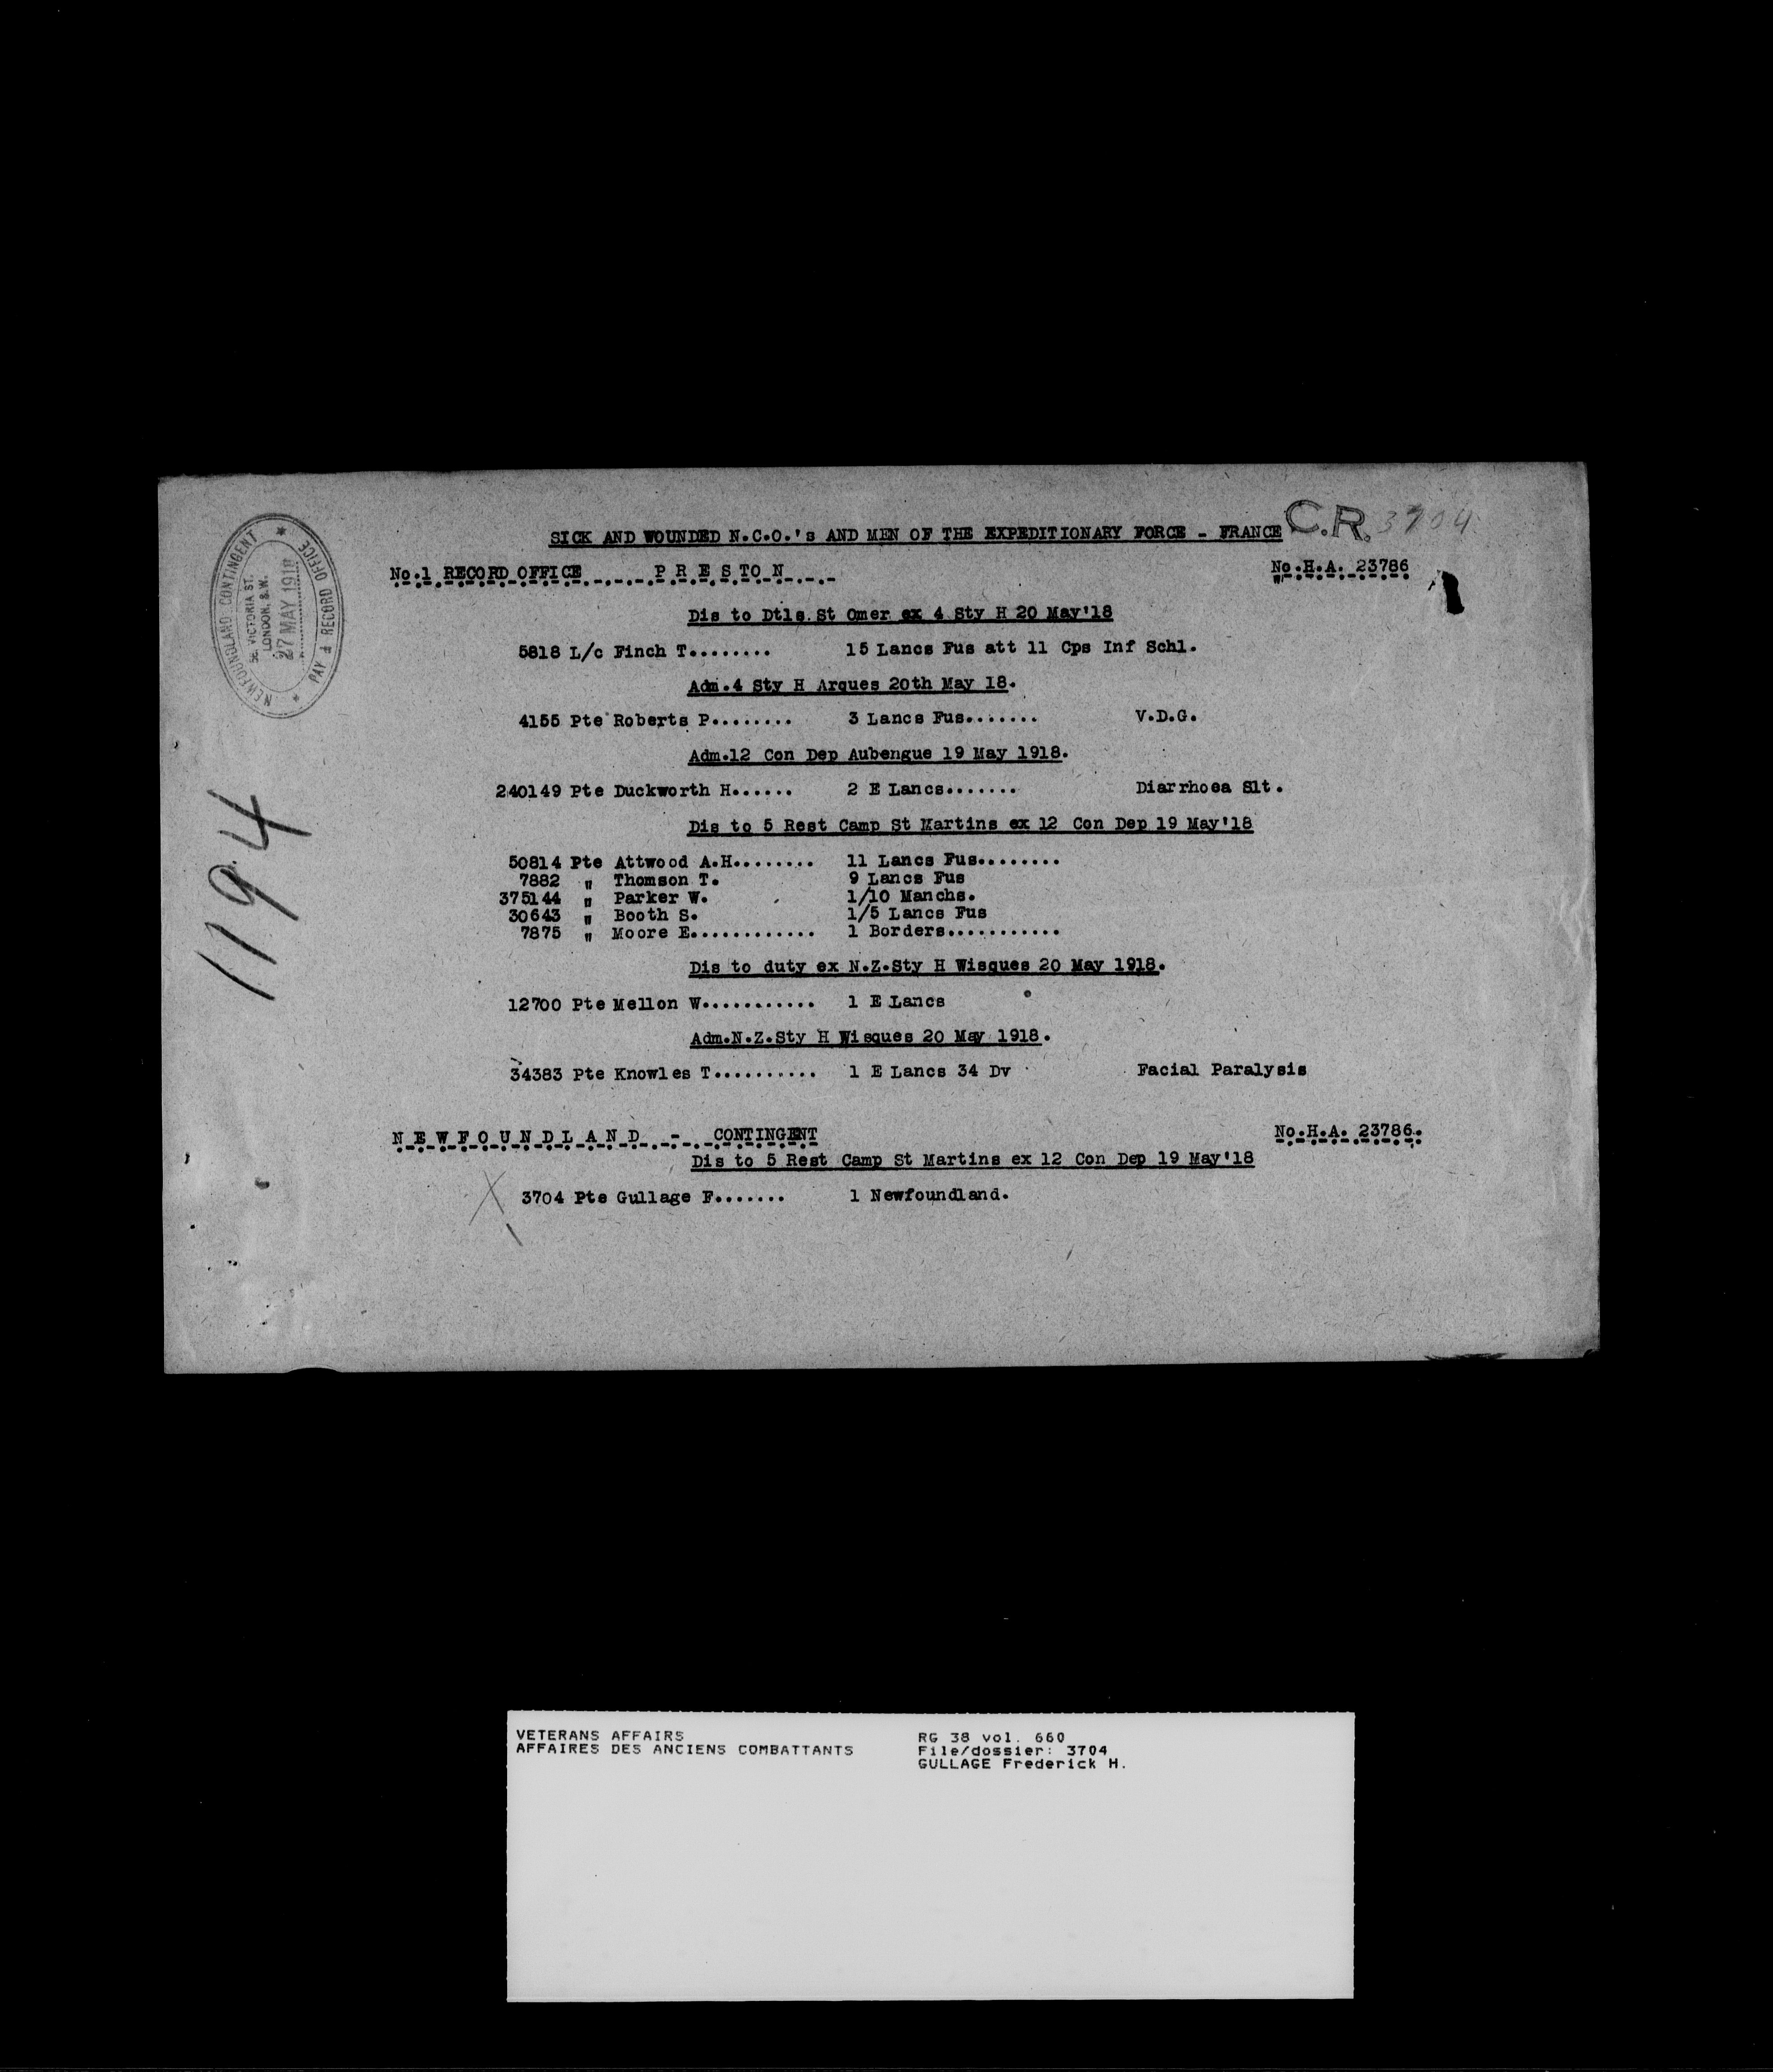 SICK AND WOUNDED N.C.O.'s AND MEN OF THE EXPEDITIONARY FORCE - FRANCE C.R. 3704
No.1 RECORD OFFICE P R E S T O N No.H.A. 23786
Dis to Dtls St Omer ex 4 Sty H 20 May'18
5818 L/c Finch T........ 15 Lancs Fus att 11 Cps Inf Schl.
Adm.4 Sty H Arques 20th May 18.
4155 Pte Roberts P........ 3 Lancs Fus....... V.D.G.
Adm.12 Con Dep Aubengue 19 May 1918.
240149 Pte Duckworth H...... 2 E Lancs....... Diarrhoea Slt.
Dis to 5 Rest Camp St Martins ex 12 Con Dep 19 May'18
50814 Pte Attwood A.H........ 11 Lancs Fus........
7882 " Thomson T. 9 Lancs Fus
375144 " Parker W. 1/10 Manchs.
30643 " Booth S. 1/5 Lancs Fus
7875 " Moore E............ 1 Borders...........
Dis to duty ex N.Z.Sty H Wisques 20 May 1918.
12700 Pte Mellon W........... 1 E Lancs
Adm.N.Z.Sty H Wisques 20 May 1918.
34383 Pte Knowles T.......... 1 E Lancs 34 Dv Facial Paralysis
N E W F O U N D L A N D - CONTINGENT No.H.A. 23786.
Dis to 5 Rest Camp St Martins ex 12 Con Dep 19 May'18
X 3704 Pte Gullage F....... 1 Newfoundland.
NEWFOUNDLAND CONTINGENT
58, VICTORIA ST.
LONDON, S.W.
27 MAY 1918
PAY & RECORD OFFICE
1194
VETERANS AFFAIRS RG 38 vol. 660
AFFAIRES DES ANCIENS COMBATTANTS File/dossier: 3704
GULLAGE Frederick H.